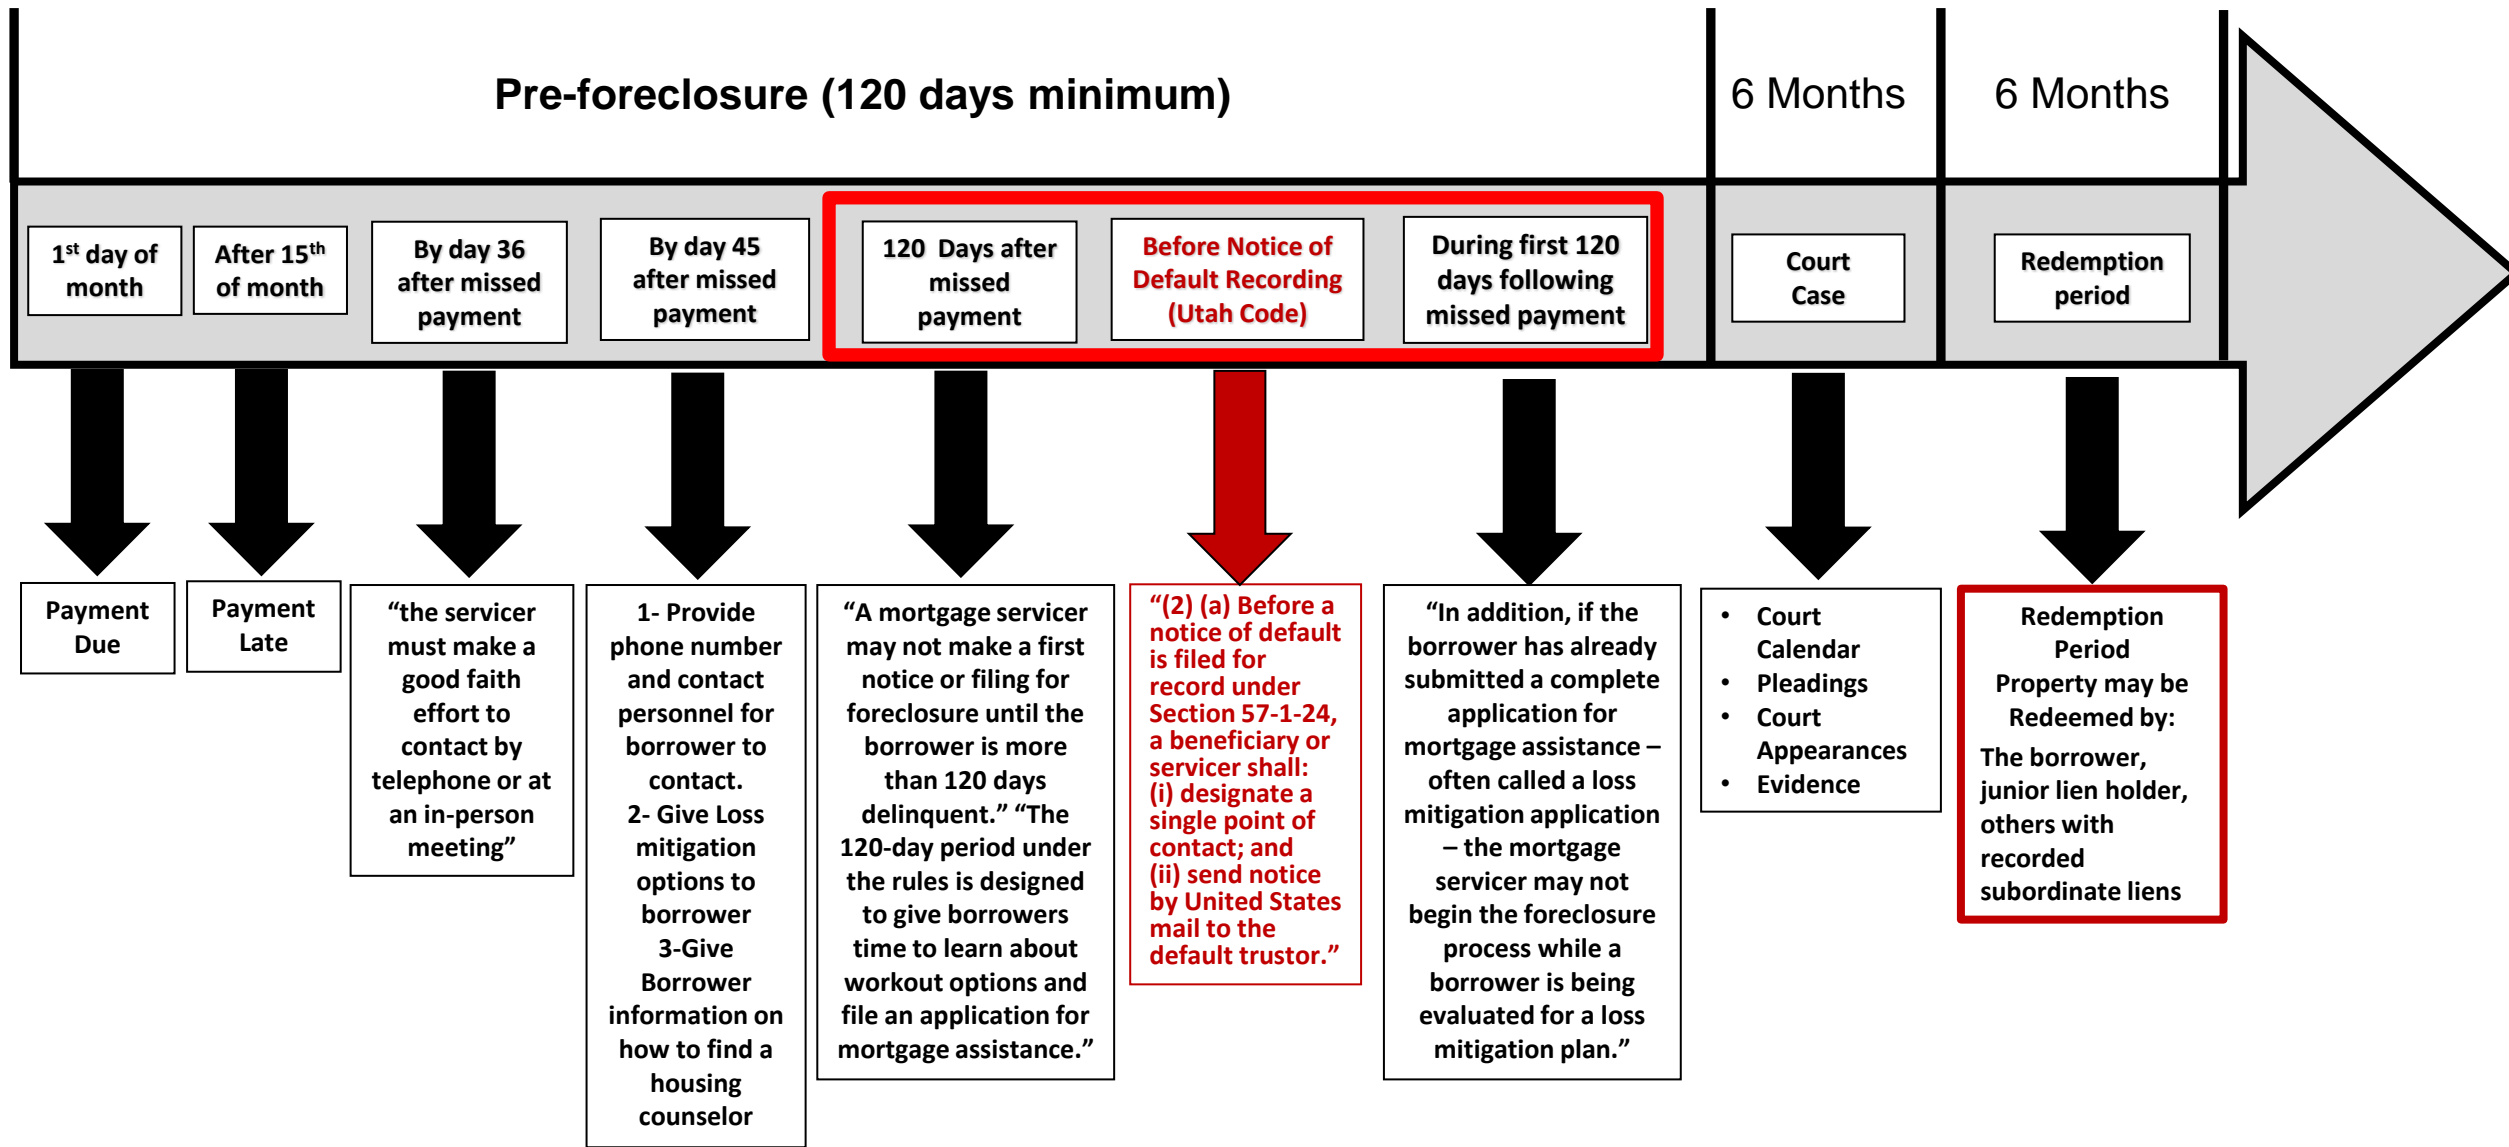 Pre-foreclosure (120 days minimum)
6 Months
6 Months
1st day of
month
After 15th
of month
By day 36
after missed
payment
By day 45
after missed
payment
120 Days after
missed
payment
Before Notice of
Default Recording
(Utah Code)
During first 120
days following
missed payment
Court
Case
Redemption
period
Payment
Due
Payment
Late
“the servicer
must make a
good faith
effort to
contact by
telephone or at
an in-person
meeting”
1- Provide
phone number
and contact
personnel for
borrower to
contact.
2- Give Loss
mitigation
options to
borrower
3-Give
Borrower
information on
how to find a
housing
counselor
“A mortgage servicer
may not make a first
notice or filing for
foreclosure until the
borrower is more
than 120 days
delinquent.” “The
120-day period under
the rules is designed
to give borrowers
time to learn about
workout options and
file an application for
mortgage assistance.”
“(2) (a) Before a
notice of default
is filed for
record under
Section 57-1-24,
a beneficiary or
servicer shall:
(i) designate a
single point of
contact; and
(ii) send notice
by United States
mail to the
default trustor.”
“In addition, if the
borrower has already
submitted a complete
application for
mortgage assistance –
often called a loss
mitigation application
– the mortgage
servicer may not
begin the foreclosure
process while a
borrower is being
evaluated for a loss
mitigation plan.”
• Court
Calendar
• Pleadings
• Court
Appearances
• Evidence
Redemption
Period
Property may be
Redeemed by:
The borrower,
junior lien holder,
others with
recorded
subordinate liens